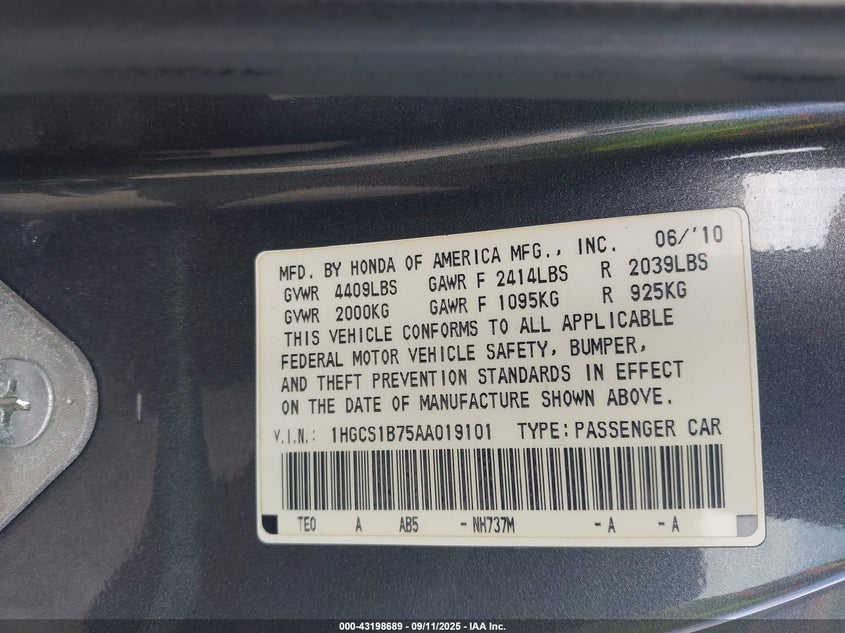 MFD. BY HONDA OF AMERICA MFG., INC. 06/'10
GVWR 4409LBS GAWR F 2414LBS R 2039LBS
GVWR 2000KG GAWR F 1095KG R 925KG
THIS VEHICLE CONFORMS TO ALL APPLICABLE
FEDERAL MOTOR VEHICLE SAFETY, BUMPER,
AND THEFT PREVENTION STANDARDS IN EFFECT
ON THE DATE OF MANUFACTURE SHOWN ABOVE.
V.I.N.: 1HGCS1B75AA019101 TYPE: PASSENGER CAR
TE0 A AB5 - NH737M - A - A
000-43198689 - 09/11/2025 - IAA Inc.